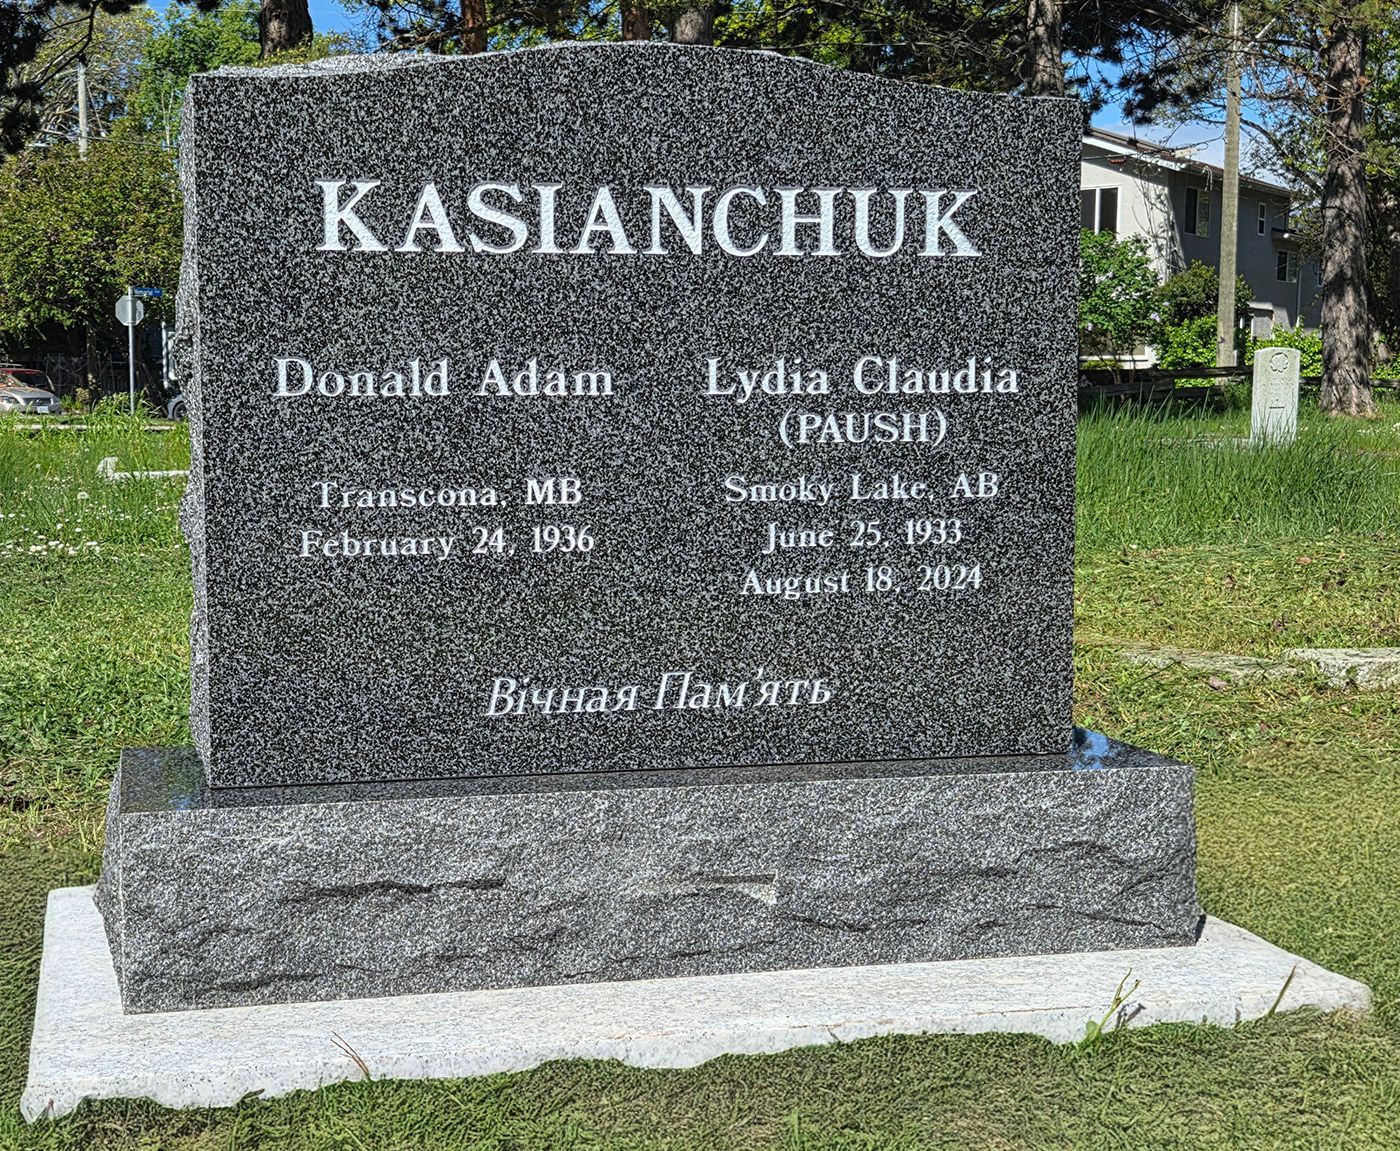 KASIANCHUK
Donald Adam
Transcona, MB
February 24, 1936
Lydia Claudia
(PAUSH)
Smoky Lake, AB
June 25, 1933
August 18, 2024
Вічная Пам'ять